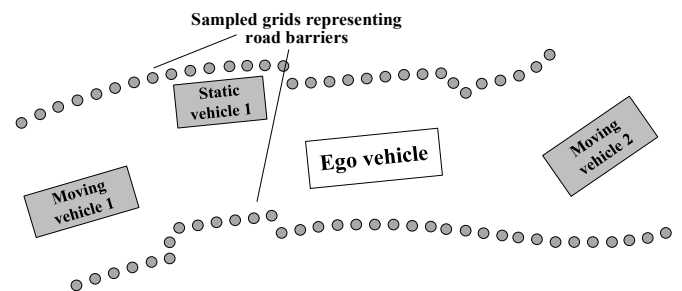 Sampled grids representing
road barriers
Static
vehicle 1
Ego vehicle
Moving
vehicle 2
Moving
vehicle 1